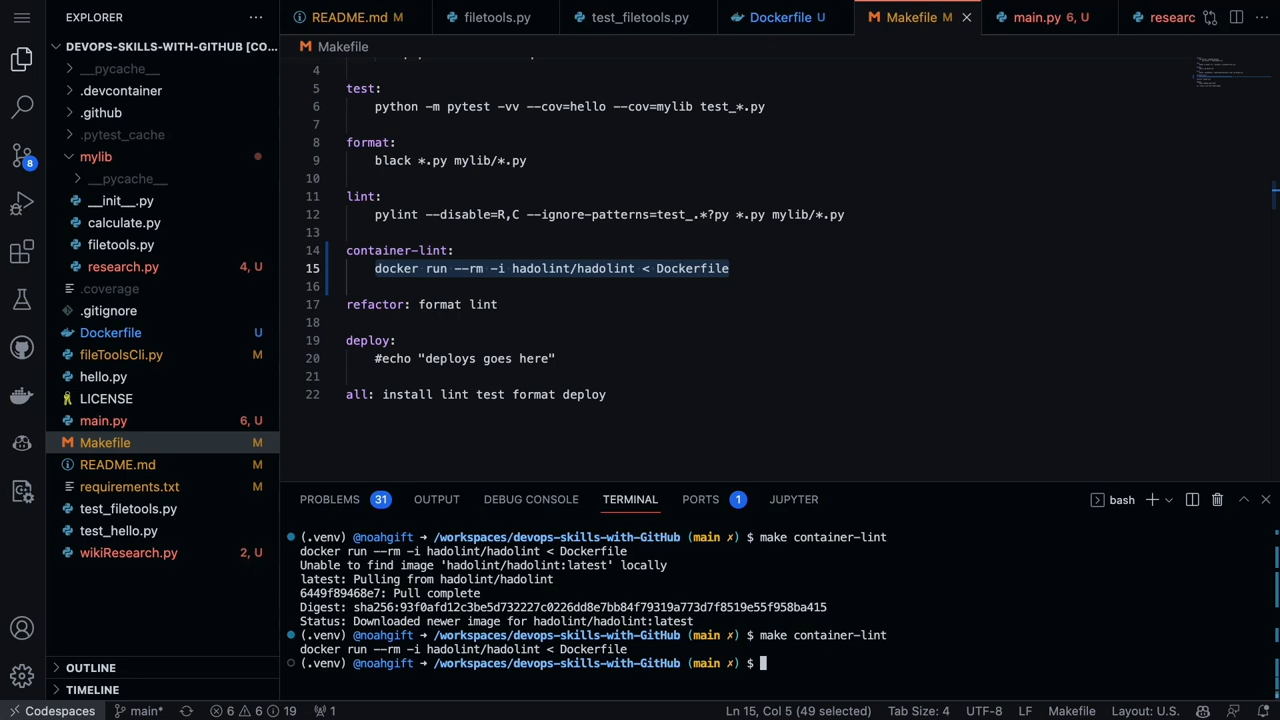 EXPLORER
README.md M
filetools.py
test_filetools.py
Dockerfile U
Makefile M
main.py 6, U
researc
DEVOPS-SKILLS-WITH-GITHUB [CO...
Makefile
__pycache__
.devcontainer
.github
.pytest_cache
mylib
__pycache__
__init__.py
calculate.py
filetools.py
research.py 4, U
.coverage
.gitignore
Dockerfile U
fileToolsCli.py M
hello.py
LICENSE
main.py 6, U
Makefile M
README.md M
requirements.txt M
test_filetools.py
test_hello.py
wikiResearch.py 2, U
OUTLINE
TIMELINE
8
4
5 test:
6 python -m pytest -vv --cov=hello --cov=mylib test_*.py
7
8 format:
9 black *.py mylib/*.py
10
11 lint:
12 pylint --disable=R,C --ignore-patterns=test_.*?py *.py mylib/*.py
13
14 container-lint:
15 docker run --rm -i hadolint/hadolint < Dockerfile
16
17 refactor: format lint
18
19 deploy:
20 #echo "deploys goes here"
21
22 all: install lint test format deploy
PROBLEMS 31 OUTPUT DEBUG CONSOLE TERMINAL PORTS 1 JUPYTER bash
(.venv) @noahgift → /workspaces/devops-skills-with-GitHub (main ✗) $ make container-lint
docker run --rm -i hadolint/hadolint < Dockerfile
Unable to find image 'hadolint/hadolint:latest' locally
latest: Pulling from hadolint/hadolint
6449f89468e7: Pull complete
Digest: sha256:93f0afd12c3be5d732227c0226dd8e7bb84f79319a773d7f8519e55f958ba415
Status: Downloaded newer image for hadolint/hadolint:latest
(.venv) @noahgift → /workspaces/devops-skills-with-GitHub (main ✗) $ make container-lint
docker run --rm -i hadolint/hadolint < Dockerfile
(.venv) @noahgift → /workspaces/devops-skills-with-GitHub (main ✗) $
Codespaces main* 6 6 19 1 Ln 15, Col 5 (49 selected) Tab Size: 4 UTF-8 LF Makefile Layout: U.S.